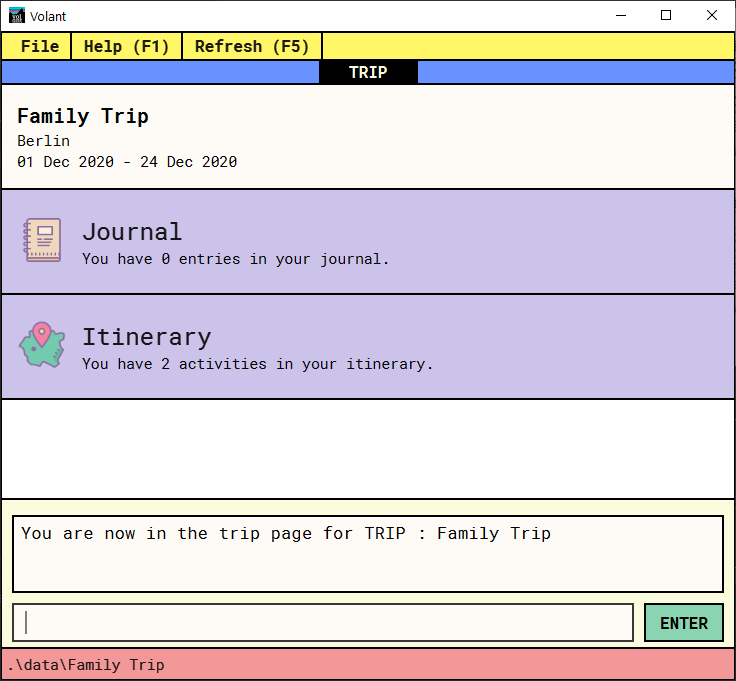 Volant
File Help (F1) Refresh (F5)
TRIP
Family Trip
Berlin
01 Dec 2020 - 24 Dec 2020
Journal
You have 0 entries in your journal.
Itinerary
You have 2 activities in your itinerary.
You are now in the trip page for TRIP : Family Trip
ENTER
.\data\Family Trip